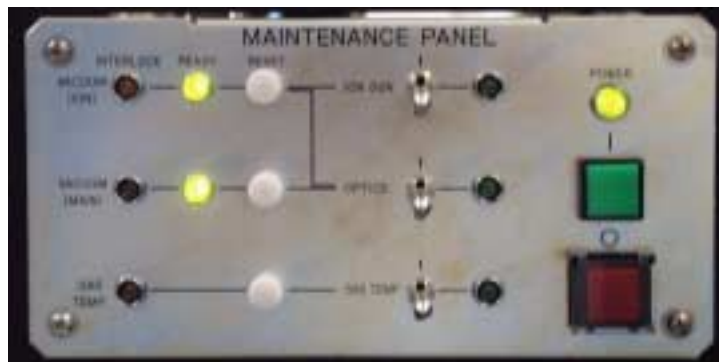 MAINTENANCE PANEL
INTERLOCK READY RESET
VACUUM
(ION)
ION GUN
I
POWER
I
VACUUM
(MAIN)
OPTICS
I
O
GAS
TEMP
GAS TEMP
I